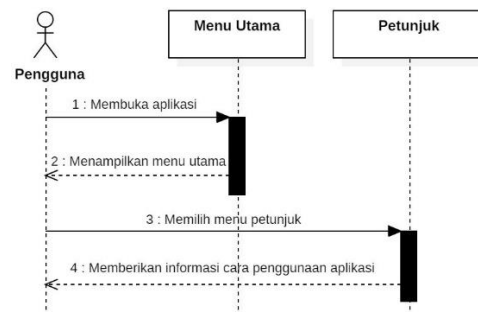 Menu Utama
Petunjuk
Pengguna
1 : Membuka aplikasi
2 : Menampilkan menu utama
3 : Memilih menu petunjuk
4 : Memberikan informasi cara penggunaan aplikasi